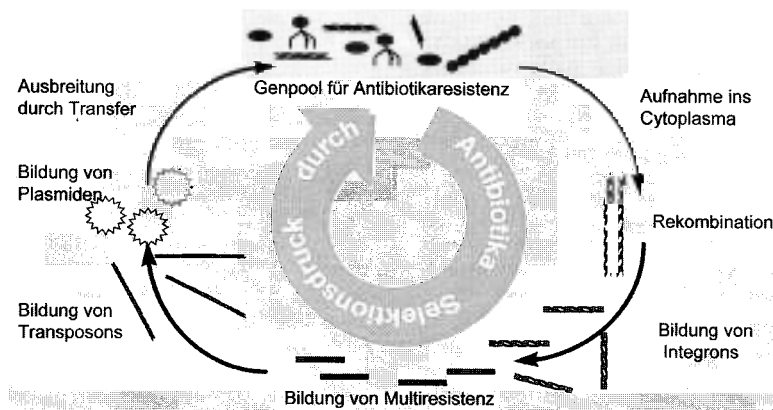 Genpool für Antibiotikaresistenz
Aufnahme ins
Cytoplasma
Rekombination
Bildung von
Integrons
Bildung von Multiresistenz
Bildung von
Transposons
Bildung von
Plasmiden
Ausbreitung
durch Transfer
Selektionsdruck durch Antibiotika